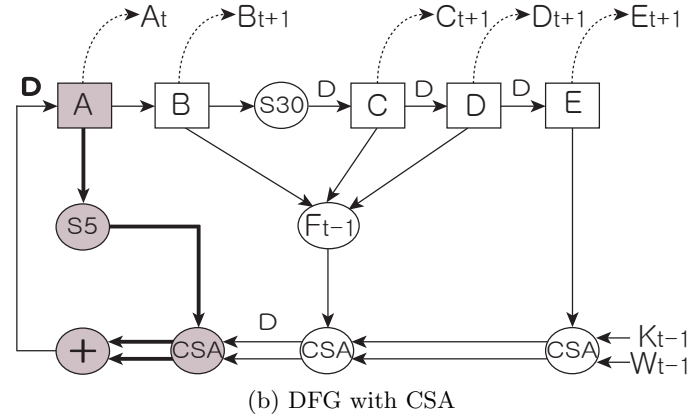 At Bt+1 Ct+1 Dt+1 Et+1
D A B S30 D C D D D E
S5 Ft−1
D
+ CSA CSA CSA Kt−1
Wt−1
(b) DFG with CSA